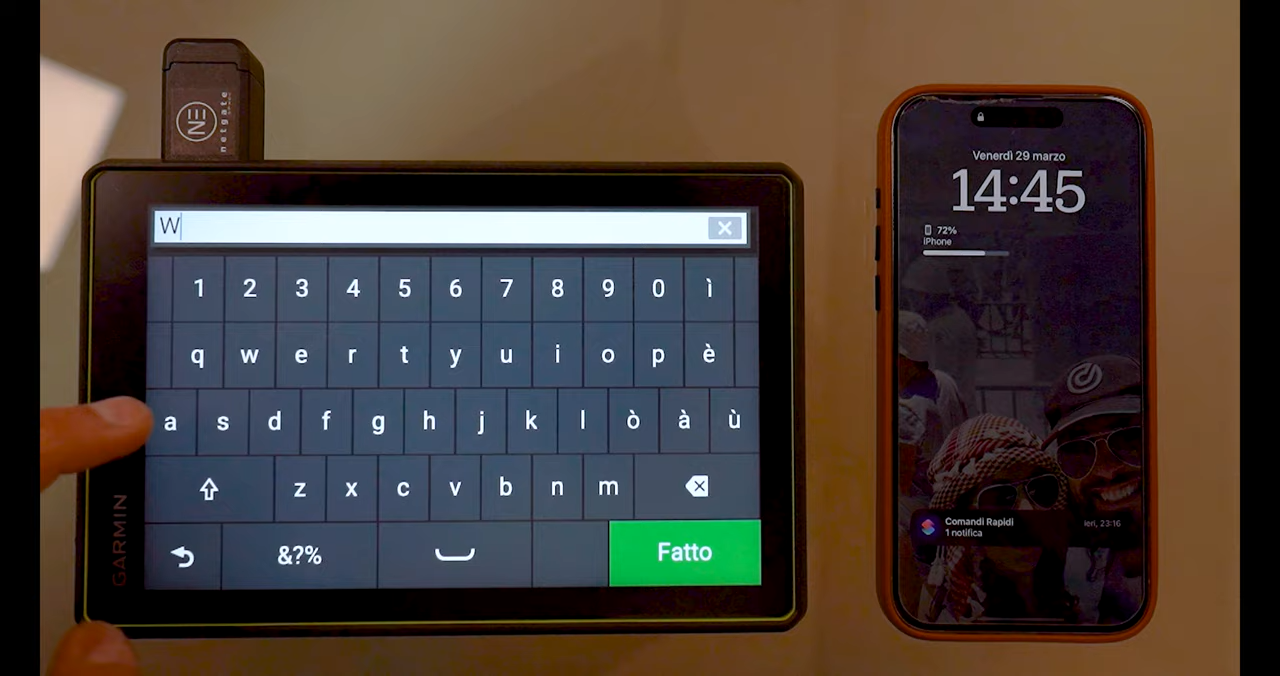 NE
netgate
W
1 2 3 4 5 6 7 8 9 0 ì
q w e r t y u i o p è
a s d f g h j k l ò à ù
z x c v b n m
&?%
Fatto
GARMIN
Venerdì 29 marzo
14:45
72%
iPhone
Comandi Rapidi
ieri, 23:16
1 notifica